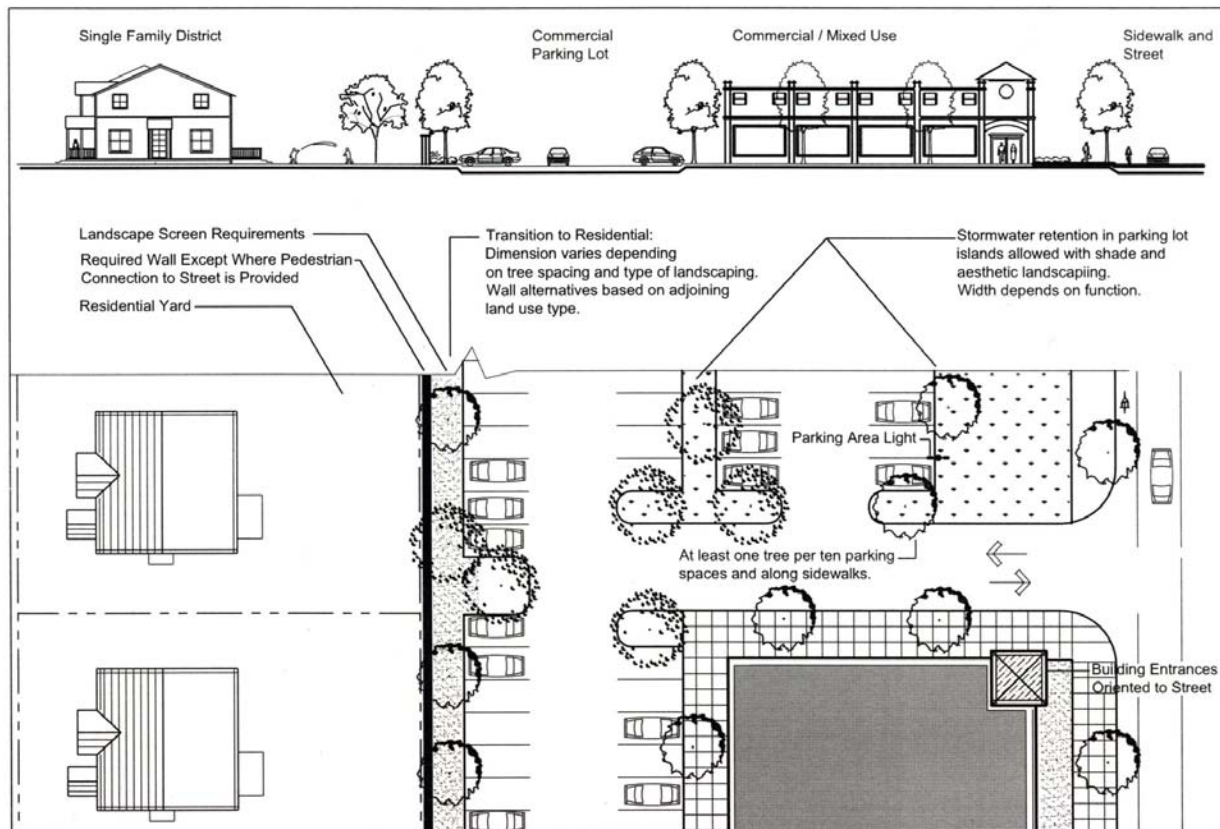 Single Family District
Commercial
Parking Lot
Commercial / Mixed Use
Sidewalk and
Street
Landscape Screen Requirements
Required Wall Except Where Pedestrian
Connection to Street is Provided
Residential Yard
Transition to Residential:
Dimension varies depending
on tree spacing and type of landscaping.
Wall alternatives based on adjoining
land use type.
Stormwater retention in parking lot
islands allowed with shade and
aesthetic landscapiing.
Width depends on function.
Parking Area Light
At least one tree per ten parking
spaces and along sidewalks.
Building Entrances
Oriented to Street